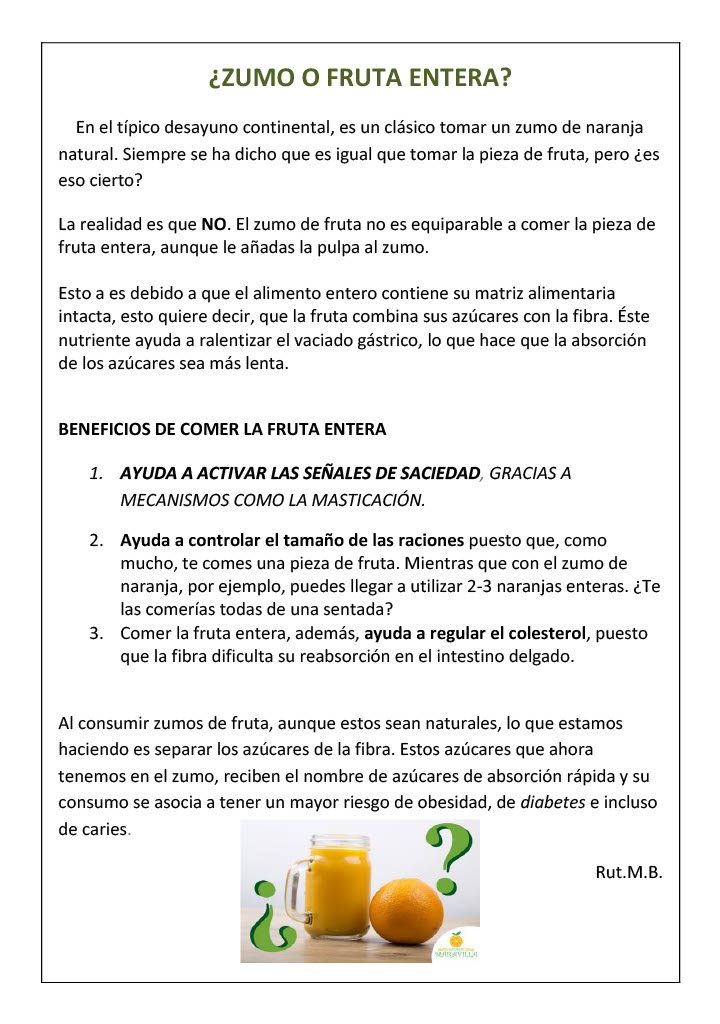 ¿ZUMO O FRUTA ENTERA?
En el típico desayuno continental, es un clásico tomar un zumo de naranja
natural. Siempre se ha dicho que es igual que tomar la pieza de fruta, pero ¿es
eso cierto?
La realidad es que NO. El zumo de fruta no es equiparable a comer la pieza de
fruta entera, aunque le añadas la pulpa al zumo.
Esto a es debido a que el alimento entero contiene su matriz alimentaria
intacta, esto quiere decir, que la fruta combina sus azúcares con la fibra. Éste
nutriente ayuda a ralentizar el vaciado gástrico, lo que hace que la absorción
de los azúcares sea más lenta.
BENEFICIOS DE COMER LA FRUTA ENTERA
1. AYUDA A ACTIVAR LAS SEÑALES DE SACIEDAD, GRACIAS A
MECANISMOS COMO LA MASTICACIÓN.
2. Ayuda a controlar el tamaño de las raciones puesto que, como
mucho, te comes una pieza de fruta. Mientras que con el zumo de
naranja, por ejemplo, puedes llegar a utilizar 2-3 naranjas enteras. ¿Te
las comerías todas de una sentada?
3. Comer la fruta entera, además, ayuda a regular el colesterol, puesto
que la fibra dificulta su reabsorción en el intestino delgado.
Al consumir zumos de fruta, aunque estos sean naturales, lo que estamos
haciendo es separar los azúcares de la fibra. Estos azúcares que ahora
tenemos en el zumo, reciben el nombre de azúcares de absorción rápida y su
consumo se asocia a tener un mayor riesgo de obesidad, de diabetes e incluso
de caries.
¿ ?
MARAVILLA
Rut.M.B.